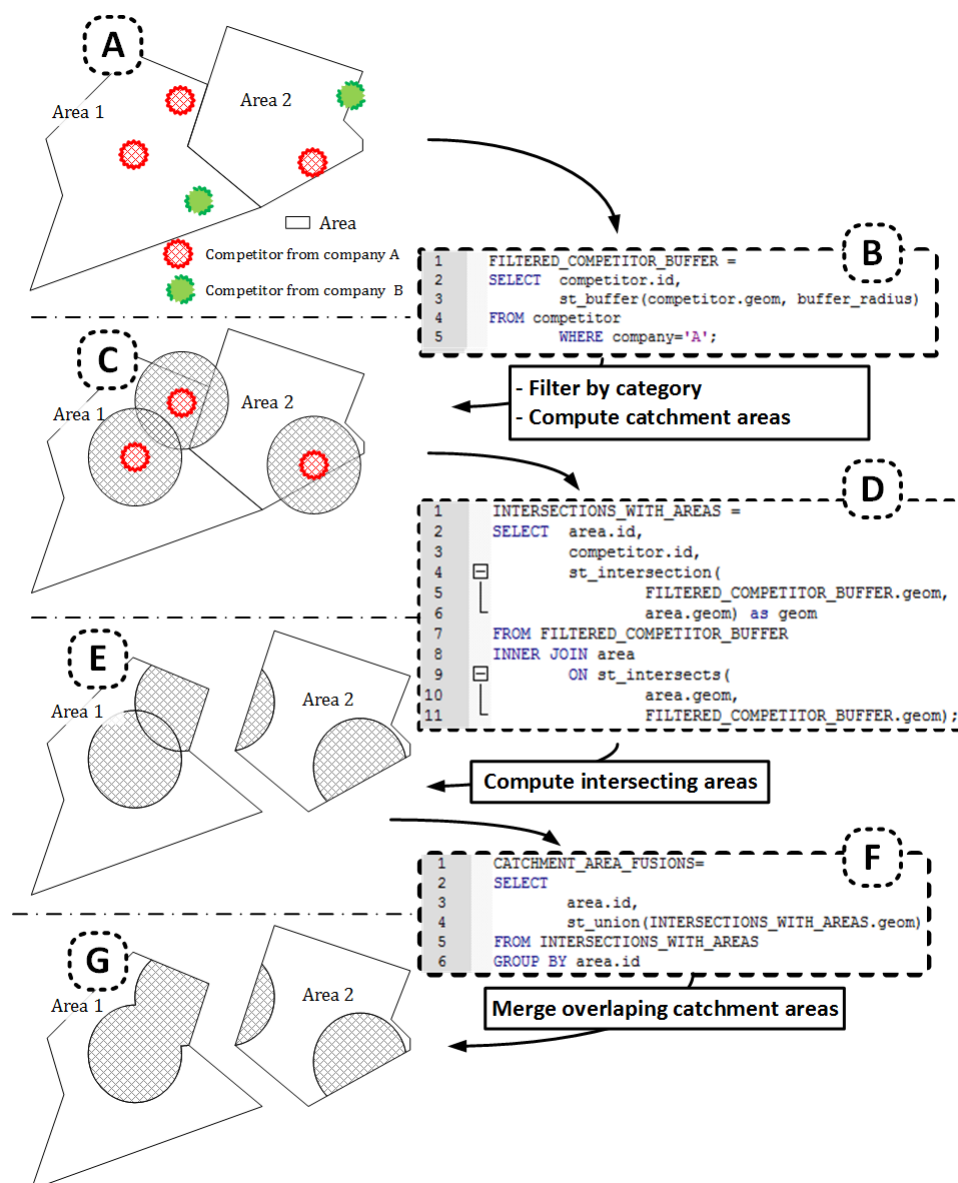 A
Area 1
Area 2
Area
Competitor from company A
Competitor from company B
B
1 FILTERED_COMPETITOR_BUFFER =
2 SELECT competitor.id,
3 st_buffer(competitor.geom, buffer_radius)
4 FROM competitor
5 WHERE company='A';
- Filter by category
- Compute catchment areas
C
Area 1
Area 2
D
1 INTERSECTIONS_WITH_AREAS =
2 SELECT area.id,
3 competitor.id,
4 st_intersection(
5 FILTERED_COMPETITOR_BUFFER.geom,
6 area.geom) as geom
7 FROM FILTERED_COMPETITOR_BUFFER
8 INNER JOIN area
9 ON st_intersects(
10 area.geom,
11 FILTERED_COMPETITOR_BUFFER.geom);
Compute intersecting areas
E
Area 1
Area 2
F
1 CATCHMENT_AREA_FUSIONS=
2 SELECT
3 area.id,
4 st_union(INTERSECTIONS_WITH_AREAS.geom)
5 FROM INTERSECTIONS_WITH_AREAS
6 GROUP BY area.id
Merge overlaping catchment areas
G
Area 1
Area 2